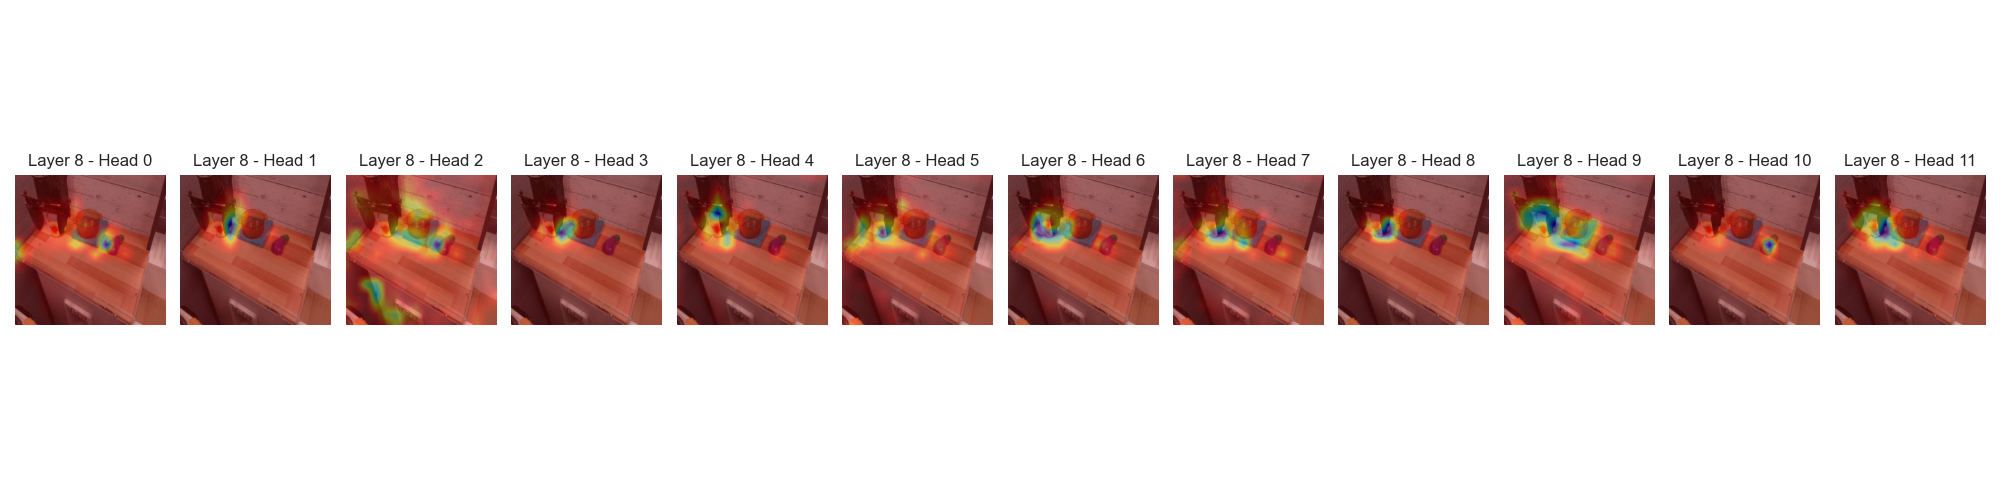 Layer 8 - Head 0
Layer 8 - Head 1
Layer 8 - Head 2
Layer 8 - Head 3
Layer 8 - Head 4
Layer 8 - Head 5
Layer 8 - Head 6
Layer 8 - Head 7
Layer 8 - Head 8
Layer 8 - Head 9
Layer 8 - Head 10
Layer 8 - Head 11